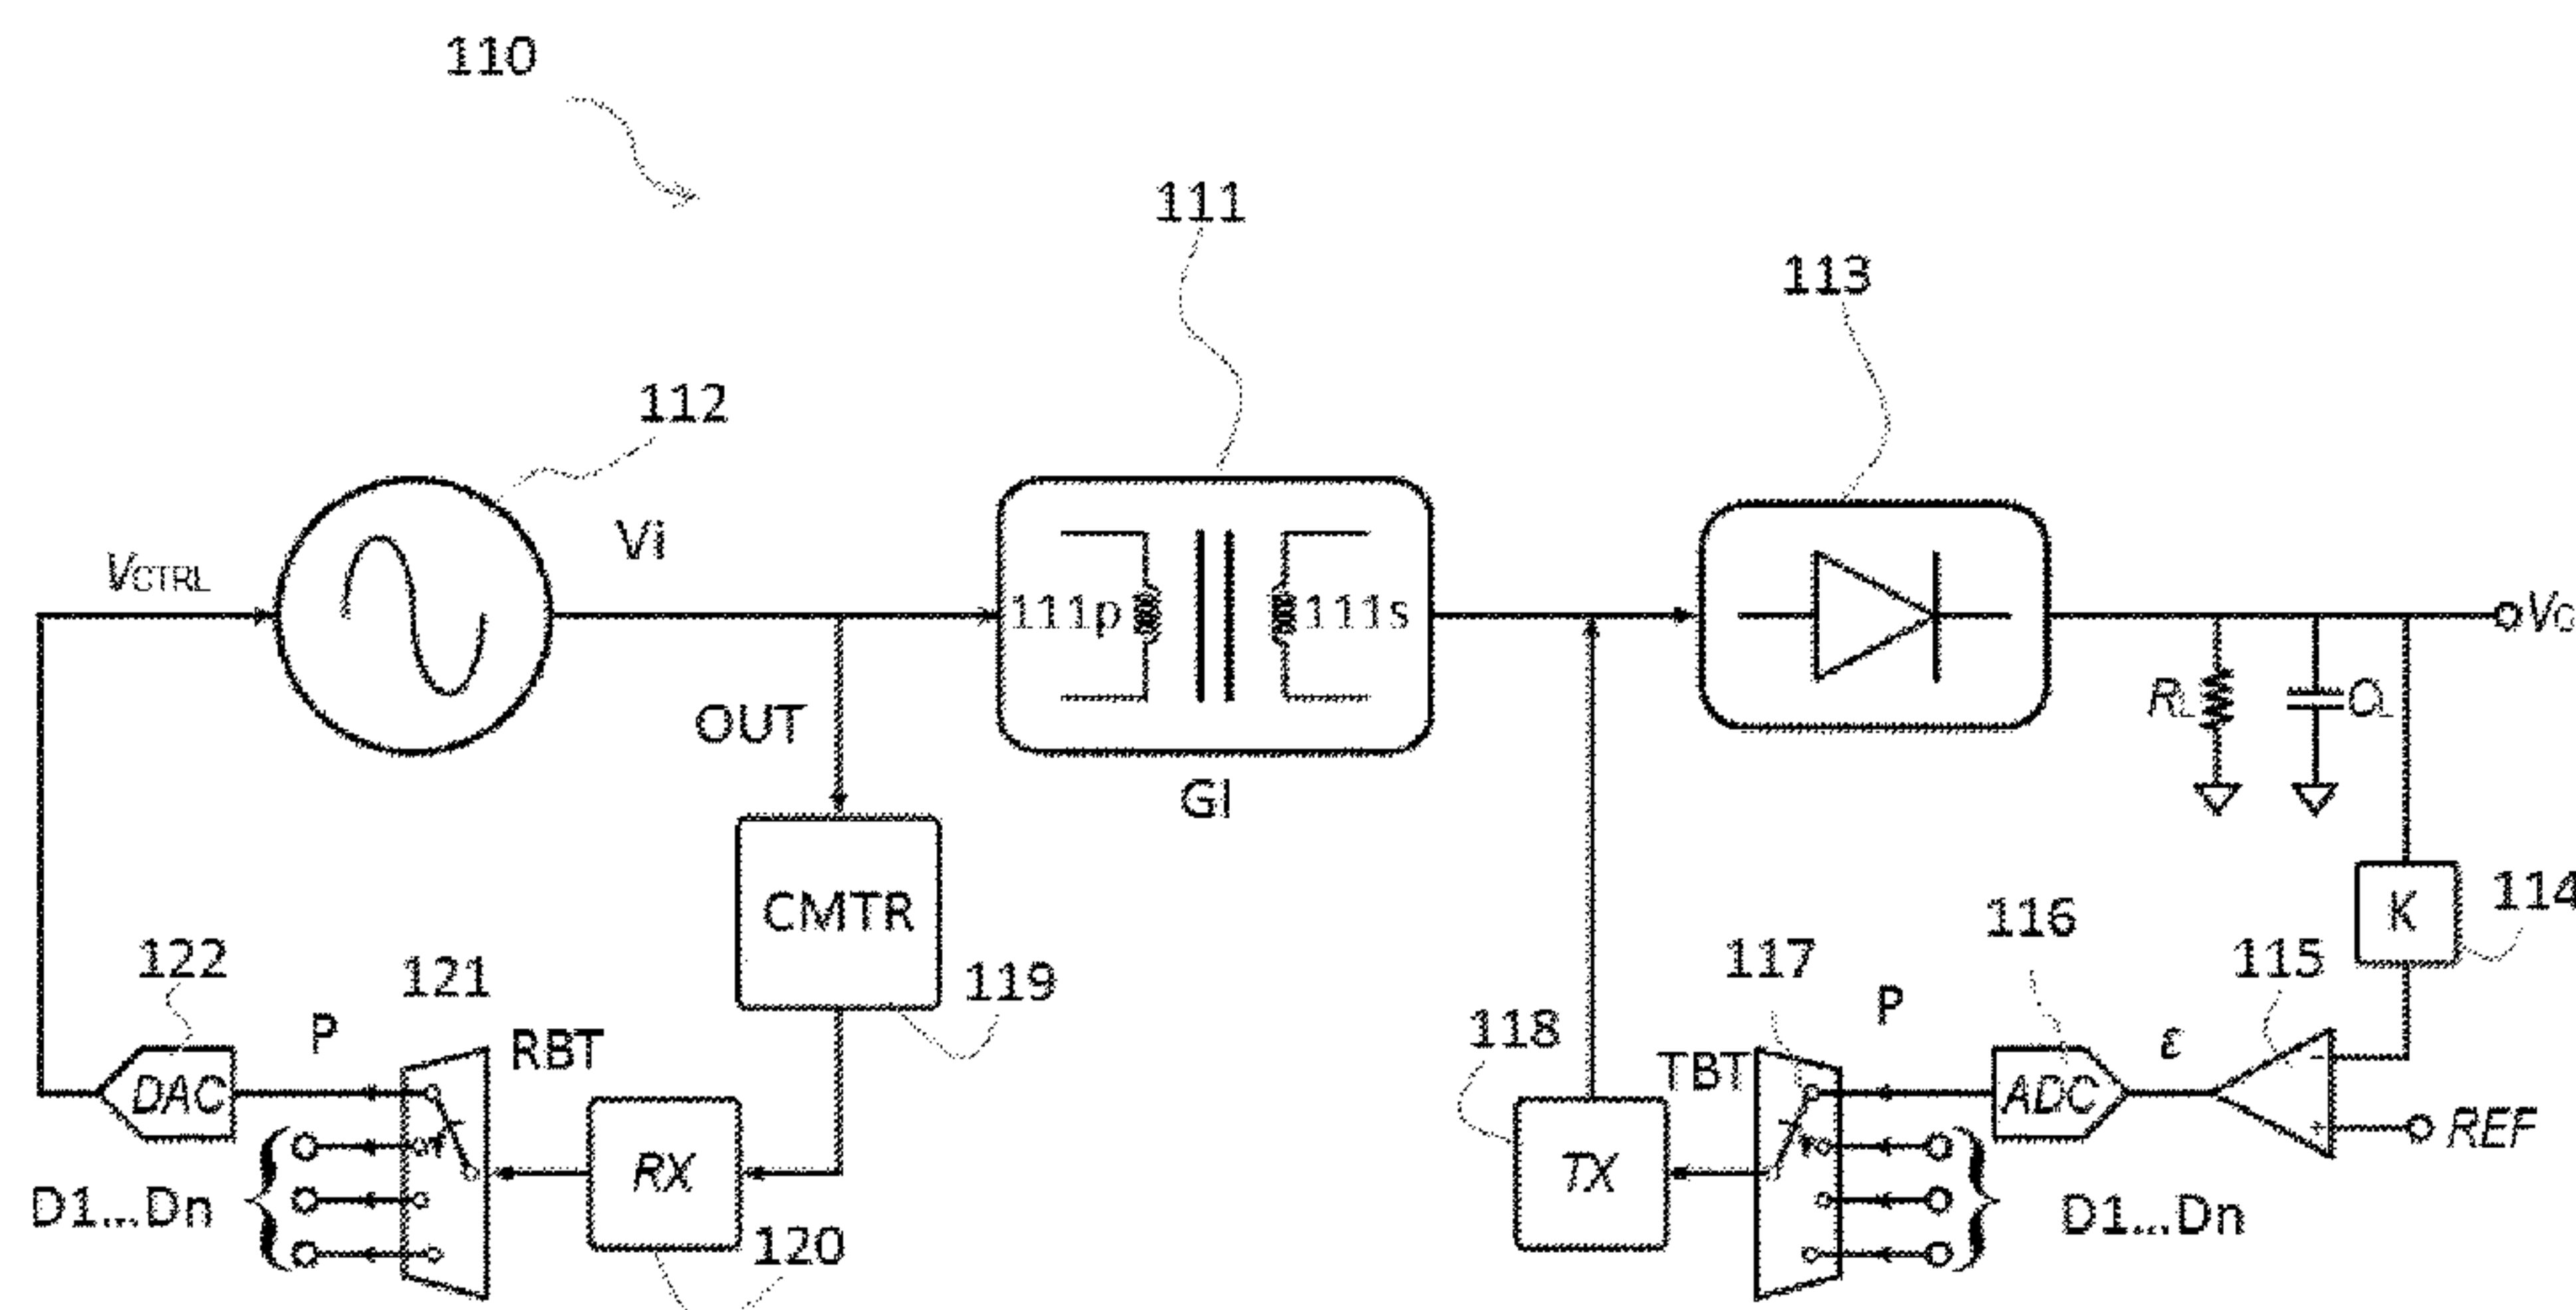 110
111
113
112
Vi
VCTRL
111p
111s
RL
CL
OUT
GI
CMTR
K
114
122
121
119
116
115
117
P
RBT
118
P
ε
TBT
DAC
ADC
REF
RX
TX
D1...Dn
120
D1...Dn